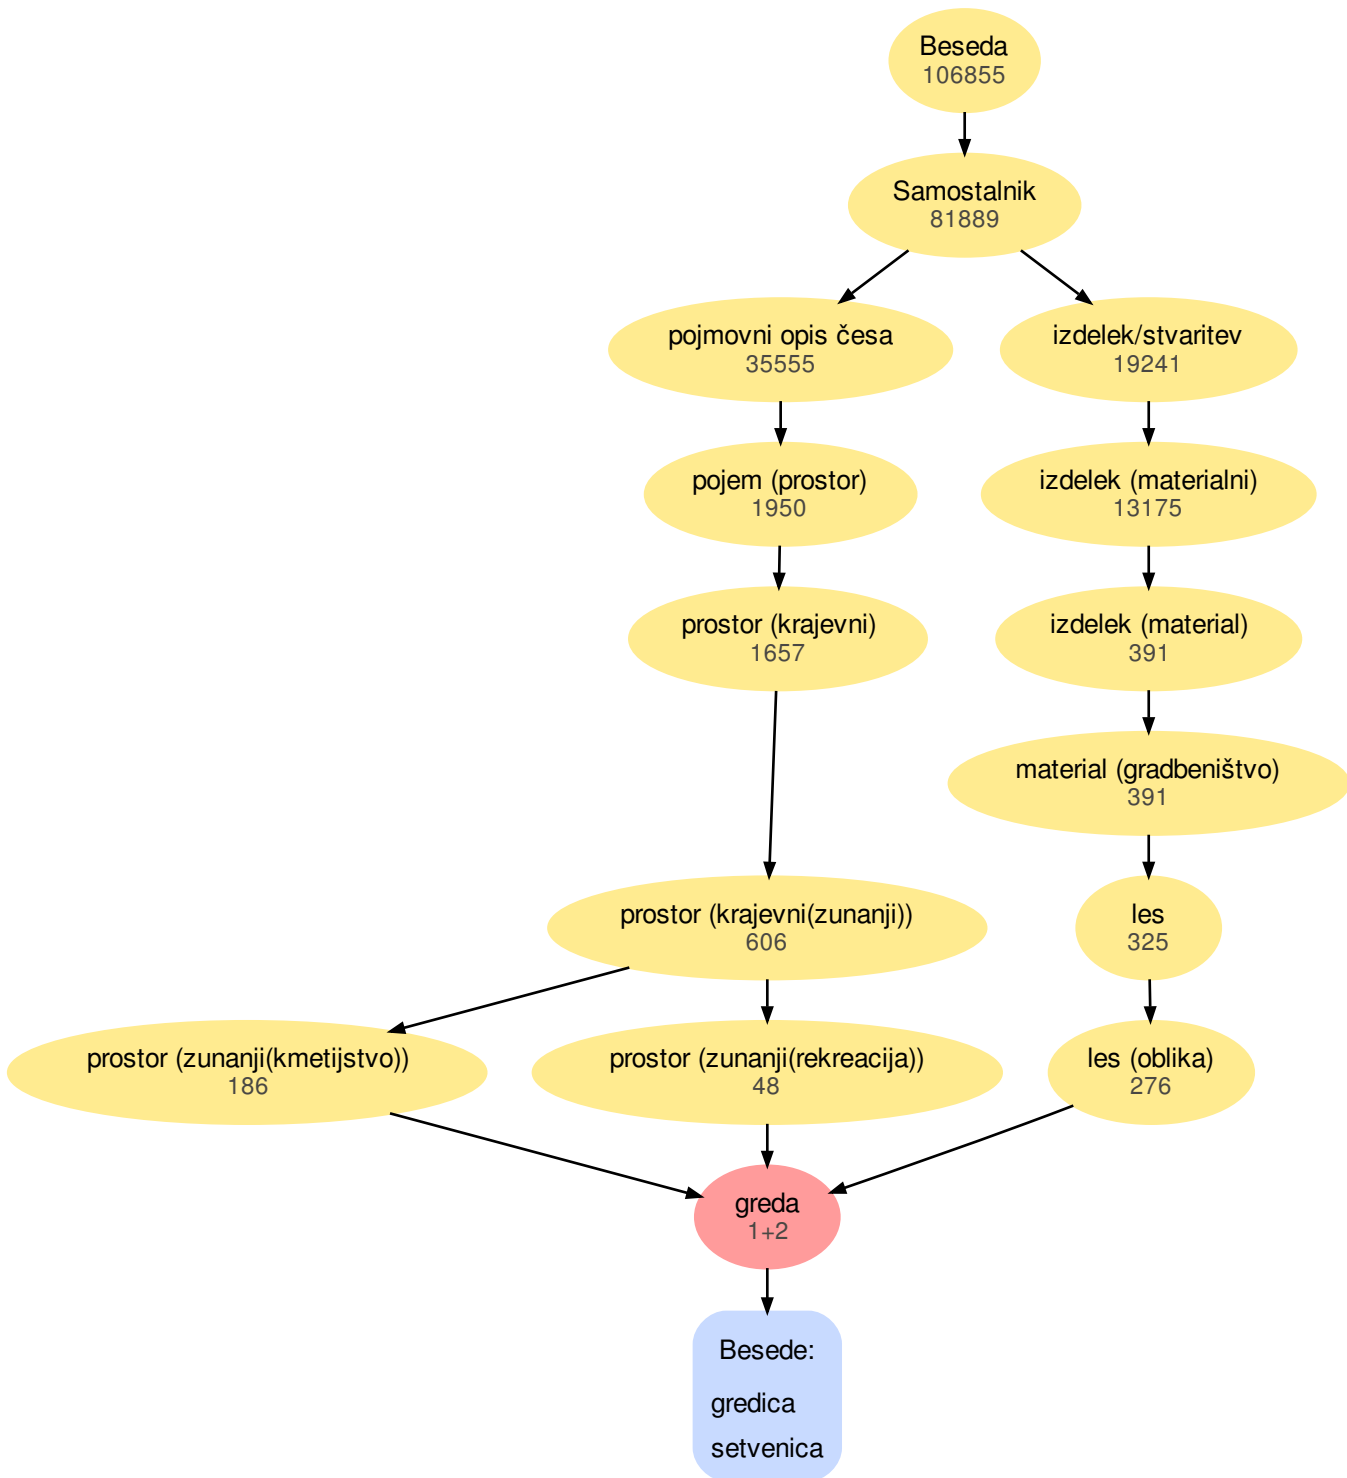 Beseda
106855
Samostalnik
81889
pojmovni opis česa
35555
izdelek/stvaritev
19241
pojem (prostor)
1950
izdelek (materialni)
13175
prostor (krajevni)
1657
izdelek (material)
391
material (gradbeništvo)
391
prostor (krajevni(zunanji))
606
les
325
prostor (zunanji(kmetijstvo))
186
prostor (zunanji(rekreacija))
48
les (oblika)
276
greda
1+2
Besede:
gredica
setvenica